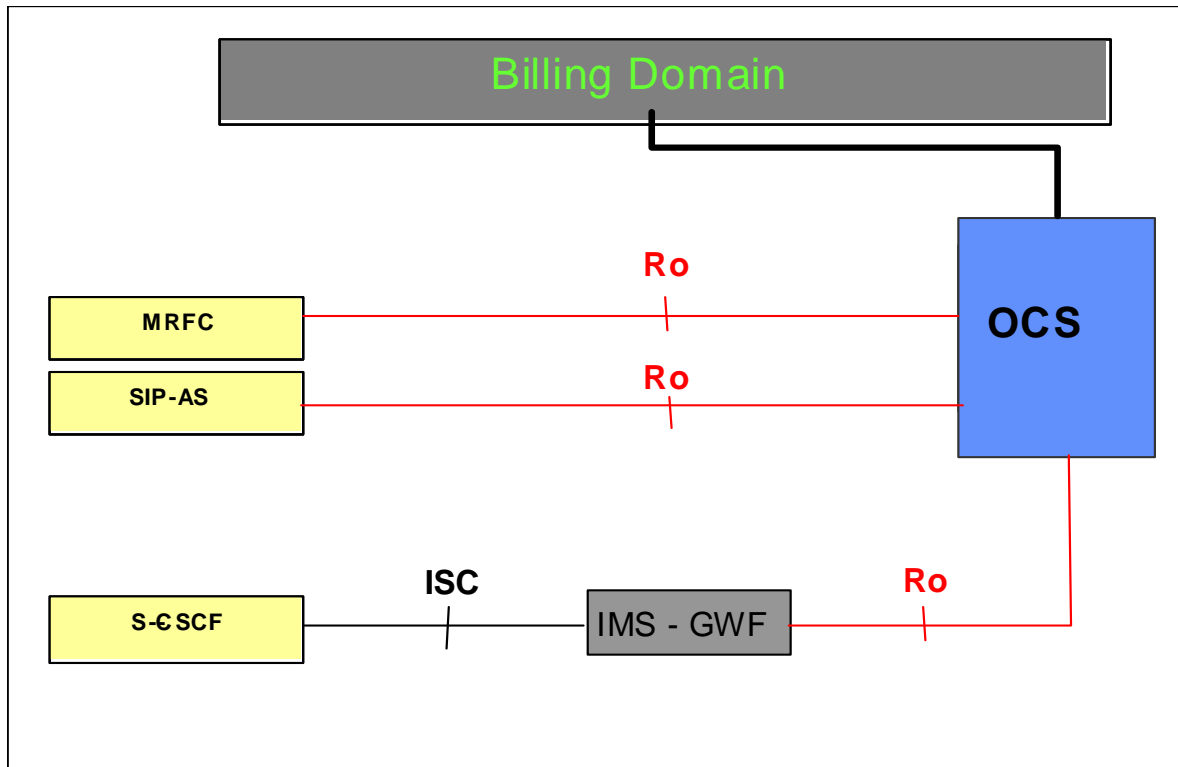 Billing Domain
Ro
MRFC
OCS
Ro
SIP-AS
ISC
Ro
S-CSCF
IMS - GWF